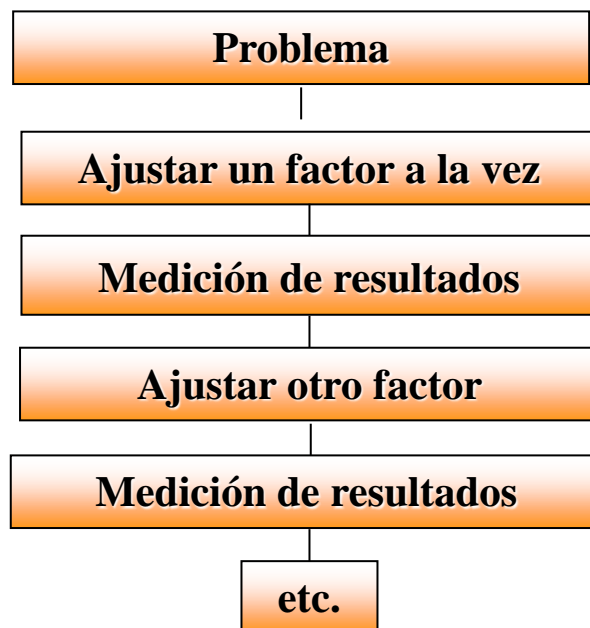 Problema
Ajustar un factor a la vez
Medición de resultados
Ajustar otro factor
Medición de resultados
etc.